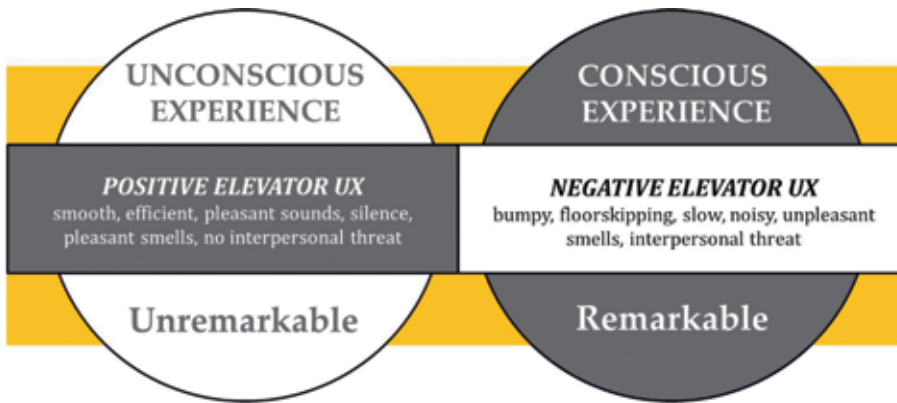 UNCONSCIOUS
EXPERIENCE
POSITIVE ELEVATOR UX
smooth, efficient, pleasant sounds, silence,
pleasant smells, no interpersonal threat
Unremarkable
CONSCIOUS
EXPERIENCE
NEGATIVE ELEVATOR UX
bumpy, floorskipping, slow, noisy, unpleasant
smells, interpersonal threat
Remarkable